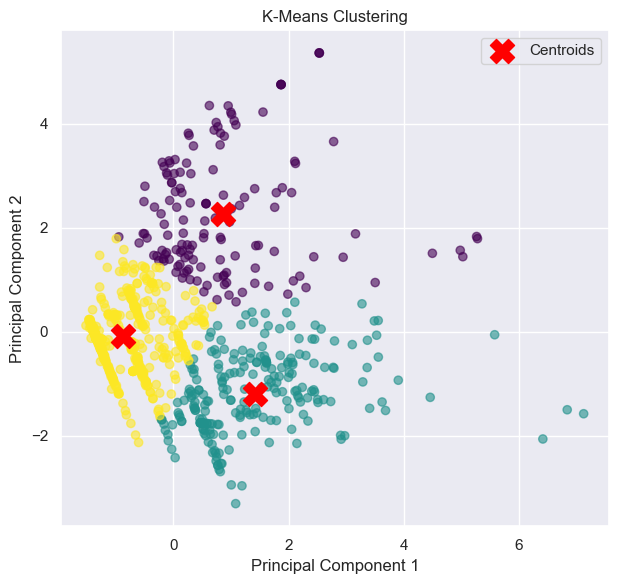 K-Means Clustering
Centroids
Principal Component 2
4
2
0
−2
0
2
4
6
Principal Component 1